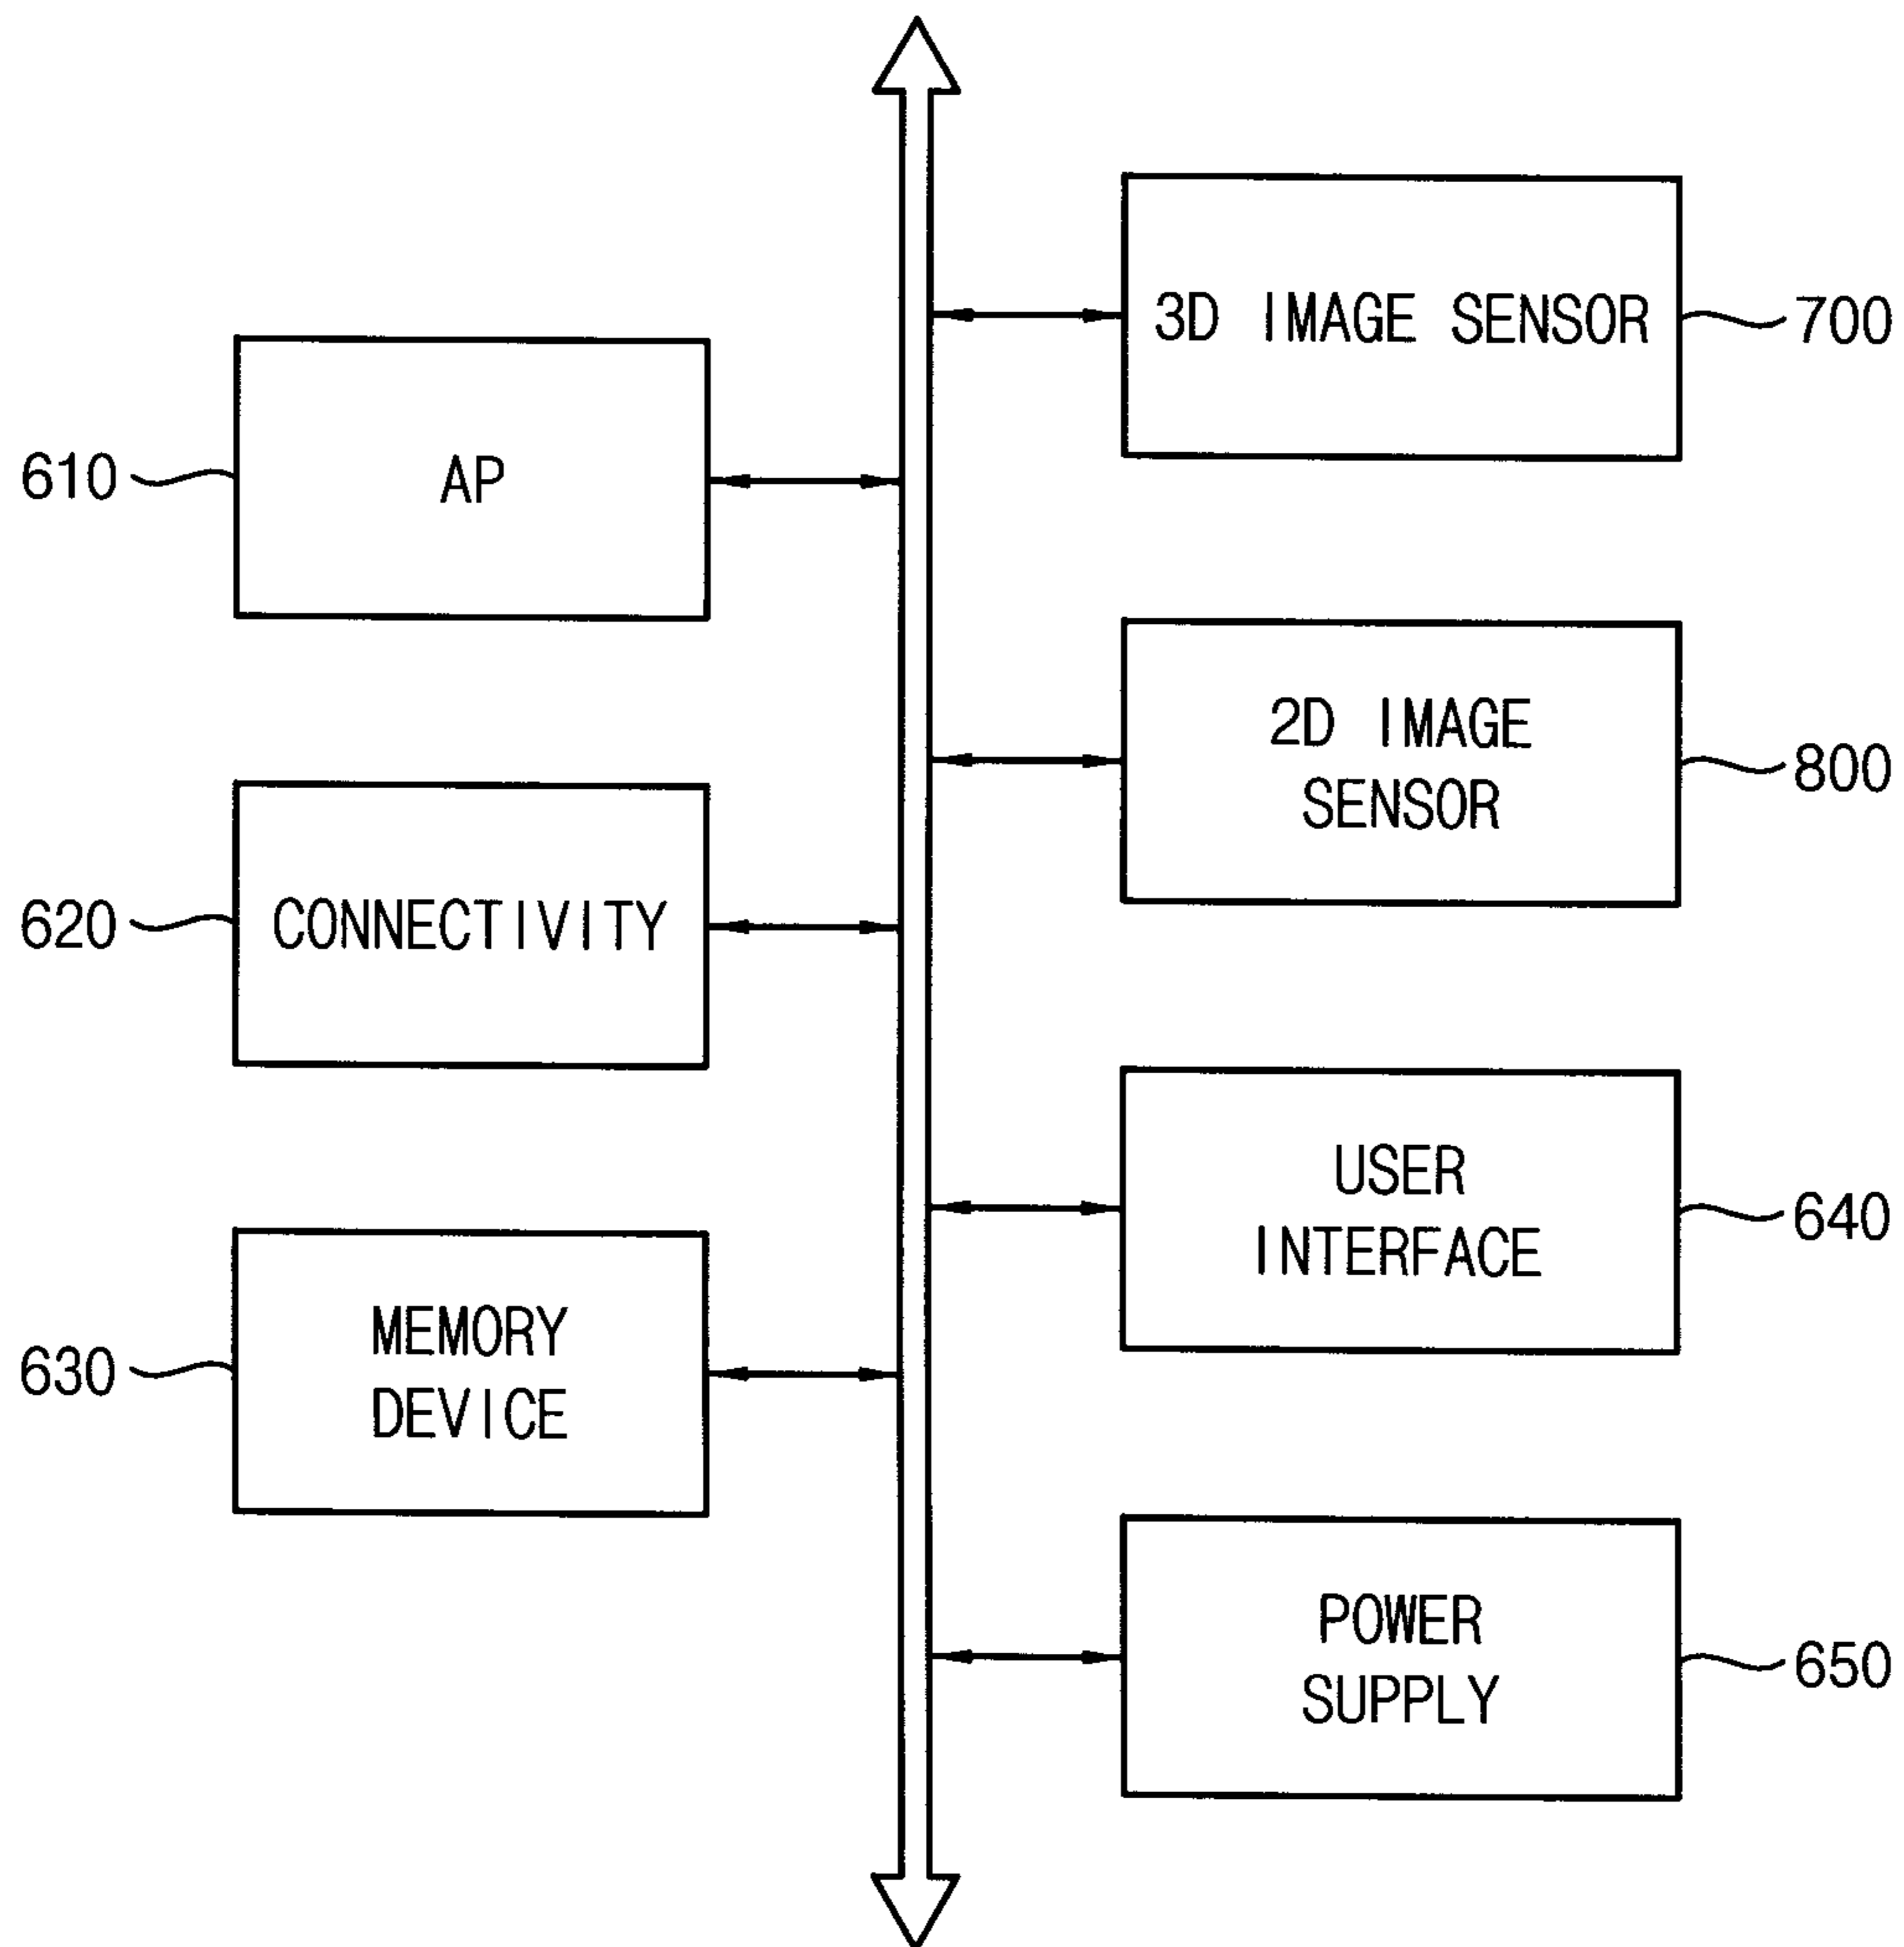 3D IMAGE SENSOR
700
610
AP
2D IMAGE
SENSOR
800
620
CONNECTIVITY
USER
INTERFACE
640
630
MEMORY
DEVICE
POWER
SUPPLY
650